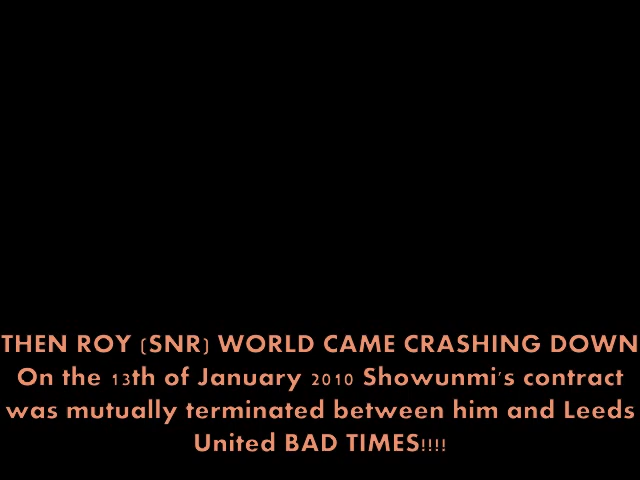 THEN ROY (SNR) WORLD CAME CRASHING DOWN
On the 13th of January 2010 Showunmi's contract
was mutually terminated between him and Leeds
United BAD TIMES!!!!